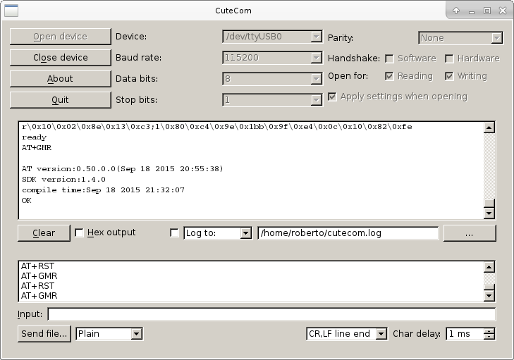 CuteCom
Open device
Device:
/dev/ttyUSB0
Parity:
None
Close device
Baud rate:
115200
Handshake:
Software
Hardware
About
Data bits:
8
Open for:
Reading
Writing
Quit
Stop bits:
1
Apply settings when opening
r\0x10\0x02\0x8e\0x13\0xc3;1\0x80\0xc4\0x9e\0x1bb\0x9f\0xe4\0x0c\0x10\0x82\0xfe
ready
AT+GMR
AT version:0.50.0.0(Sep 18 2015 20:55:38)
SDK version:1.4.0
compile time:Sep 18 2015 21:32:07
OK
Clear
Hex output
Log to:
/home/roberto/cutecom.log
...
AT+RST
AT+GMR
AT+RST
AT+GMR
Input:
Send file...
Plain
CR,LF line end
Char delay:
1 ms